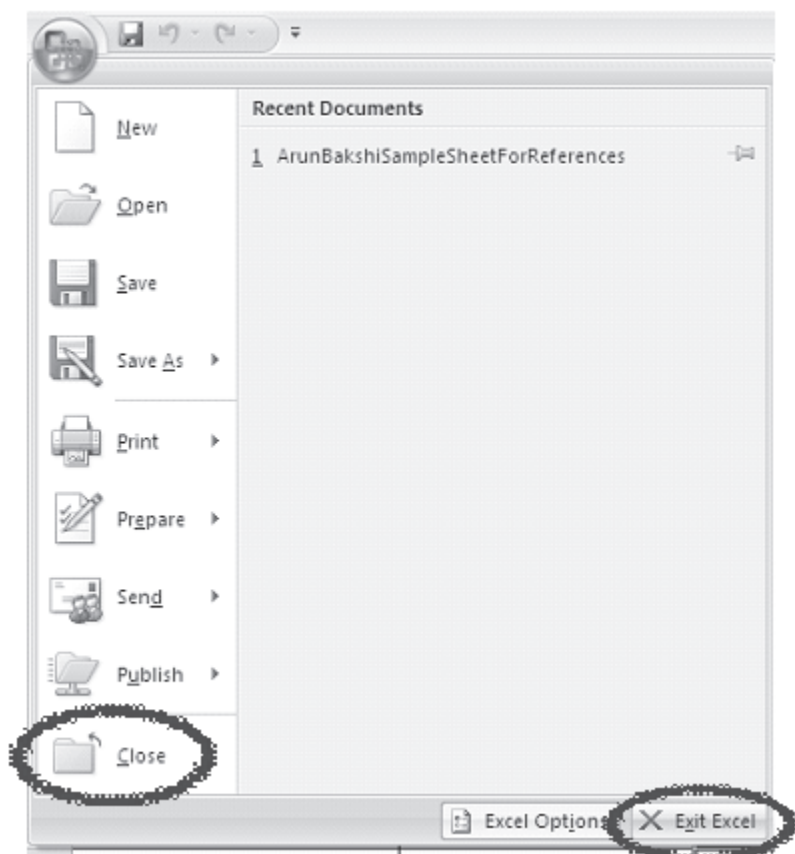 Recent Documents
1 ArunBakshiSampleSheetForReferences
New
Open
Save
Save As
Print
Prepare
Send
Publish
Close
Excel Options
Exit Excel